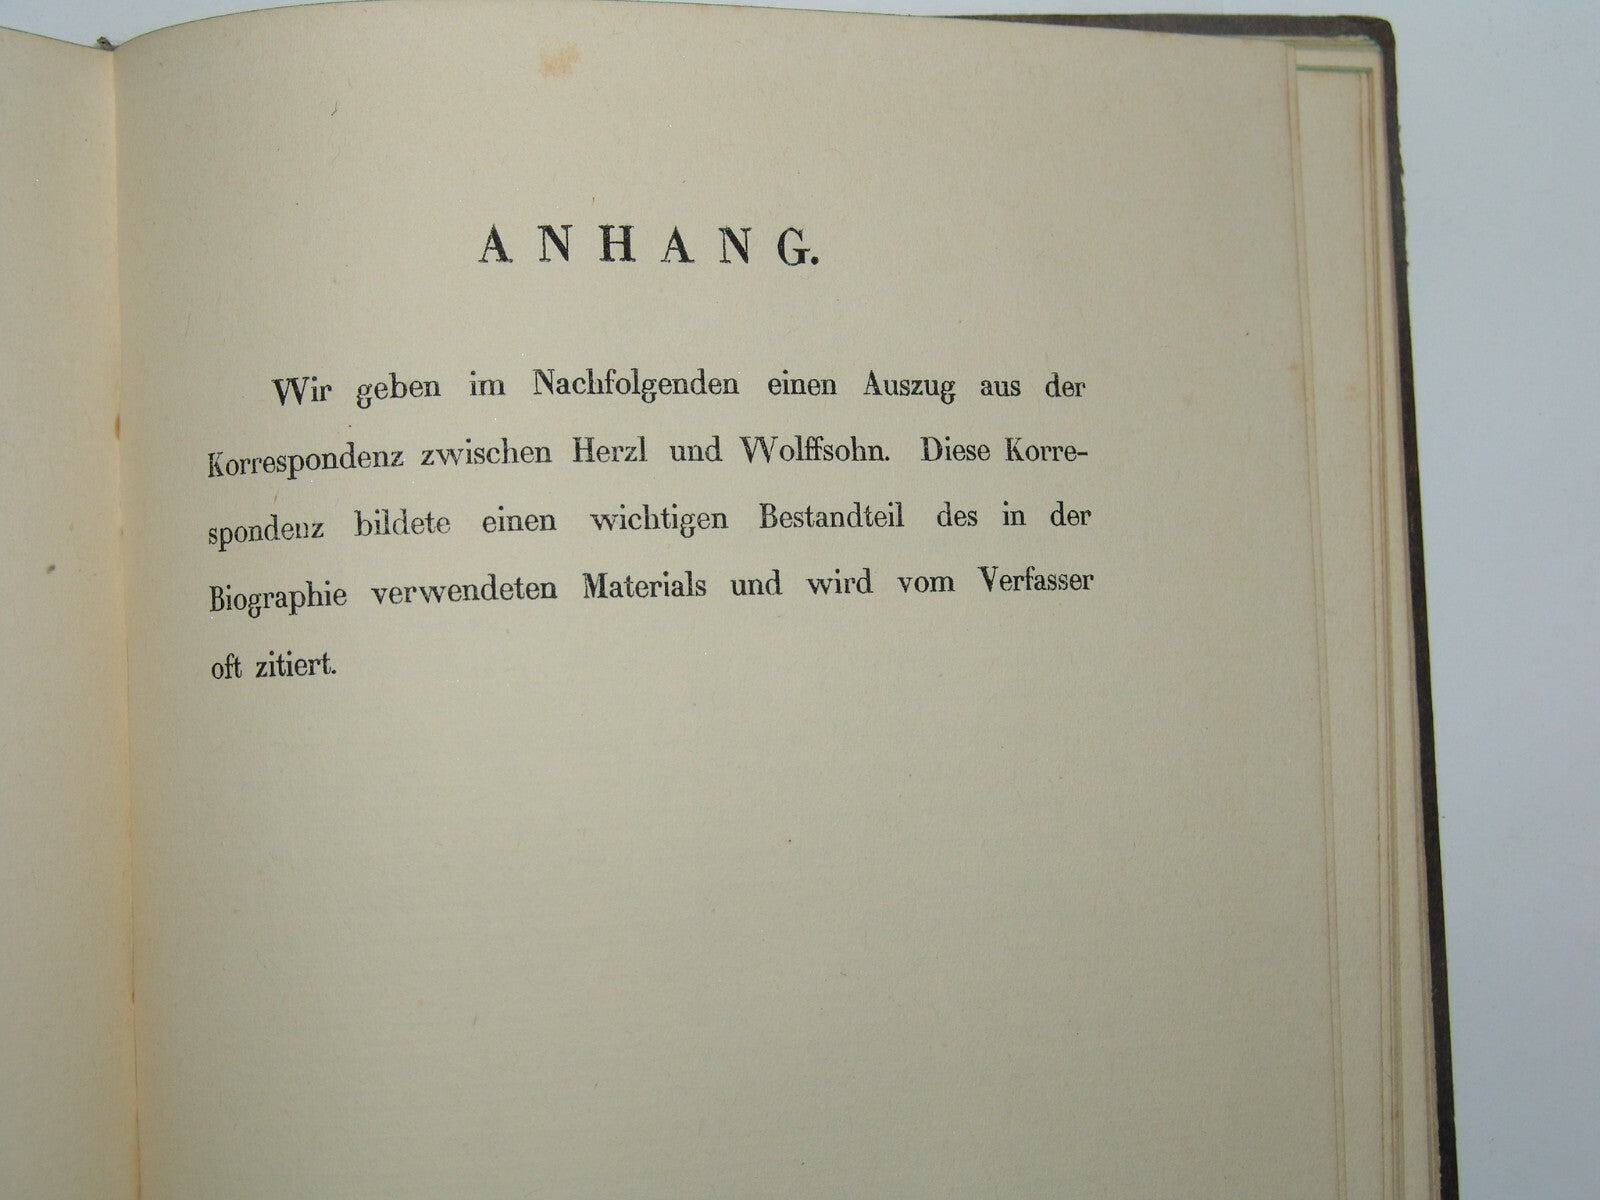 ANHANG.
Wir geben im Nachfolgenden einen Auszug aus der
Korrespondenz zwischen Herzl und Wolffsohn. Diese Korre-
spondenz bildete einen wichtigen Bestandteil des in der
Biographie verwendeten Materials und wird vom Verfasser
oft zitiert.